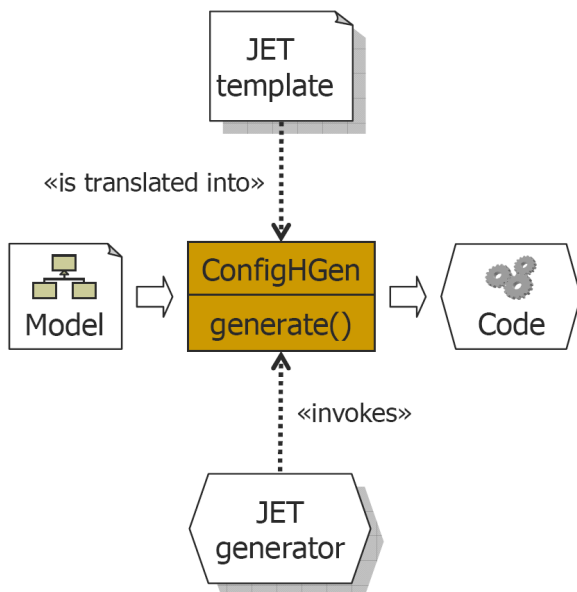 JET
template
«is translated into»
Model
ConfigHGen
generate()
Code
«invokes»
JET
generator